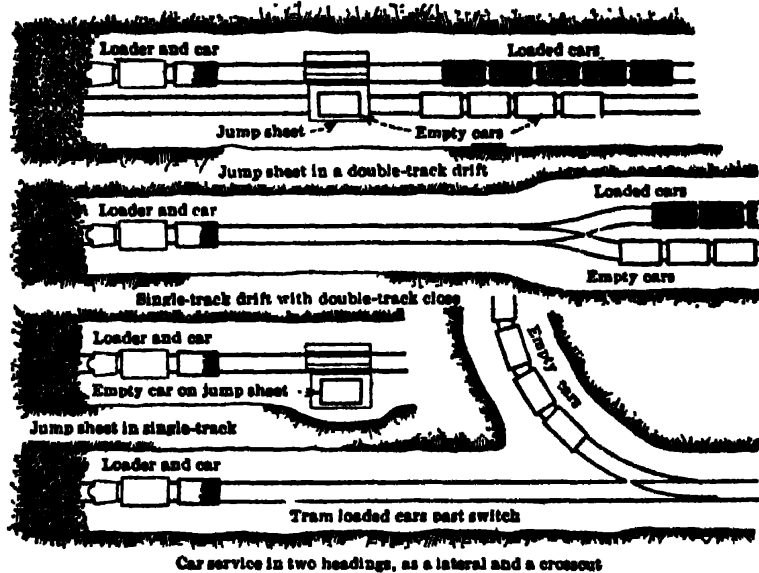 Loader and car
Loaded cars
Jump sheet
Empty cars
Jump sheet in a double-track drift
Loaded cars
Loader and car
Empty cars
Single-track drift with double-track close
Loader and car
Empty cars
Empty car on jump sheet
Jump sheet in single-track
Loader and car
Tram loaded cars past switch
Car service in two headings, as a lateral and a crosscut